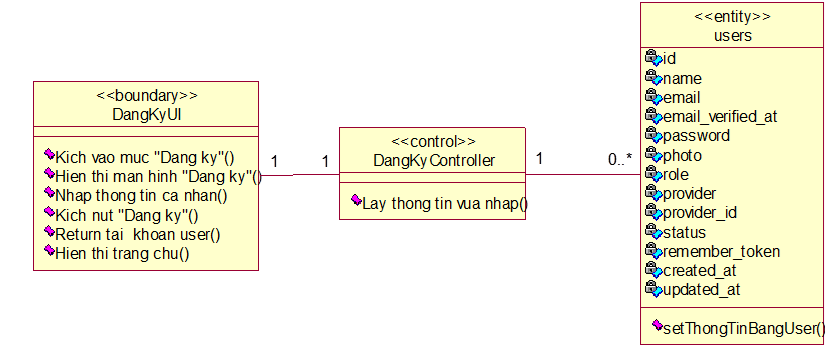 <<boundary>>
DangKyUI
Kich vao muc "Dang ky"()
Hien thi man hinh "Dang ky"()
Nhap thong tin ca nhan()
Kich nut "Dang ky"()
Return tai khoan user()
Hien thi trang chu()
1
1
<<control>>
DangKyController
Lay thong tin vua nhap()
1
0..*
<<entity>>
users
id
name
email
email_verified_at
password
photo
role
provider
provider_id
status
remember_token
created_at
updated_at
setThongTinBangUser()